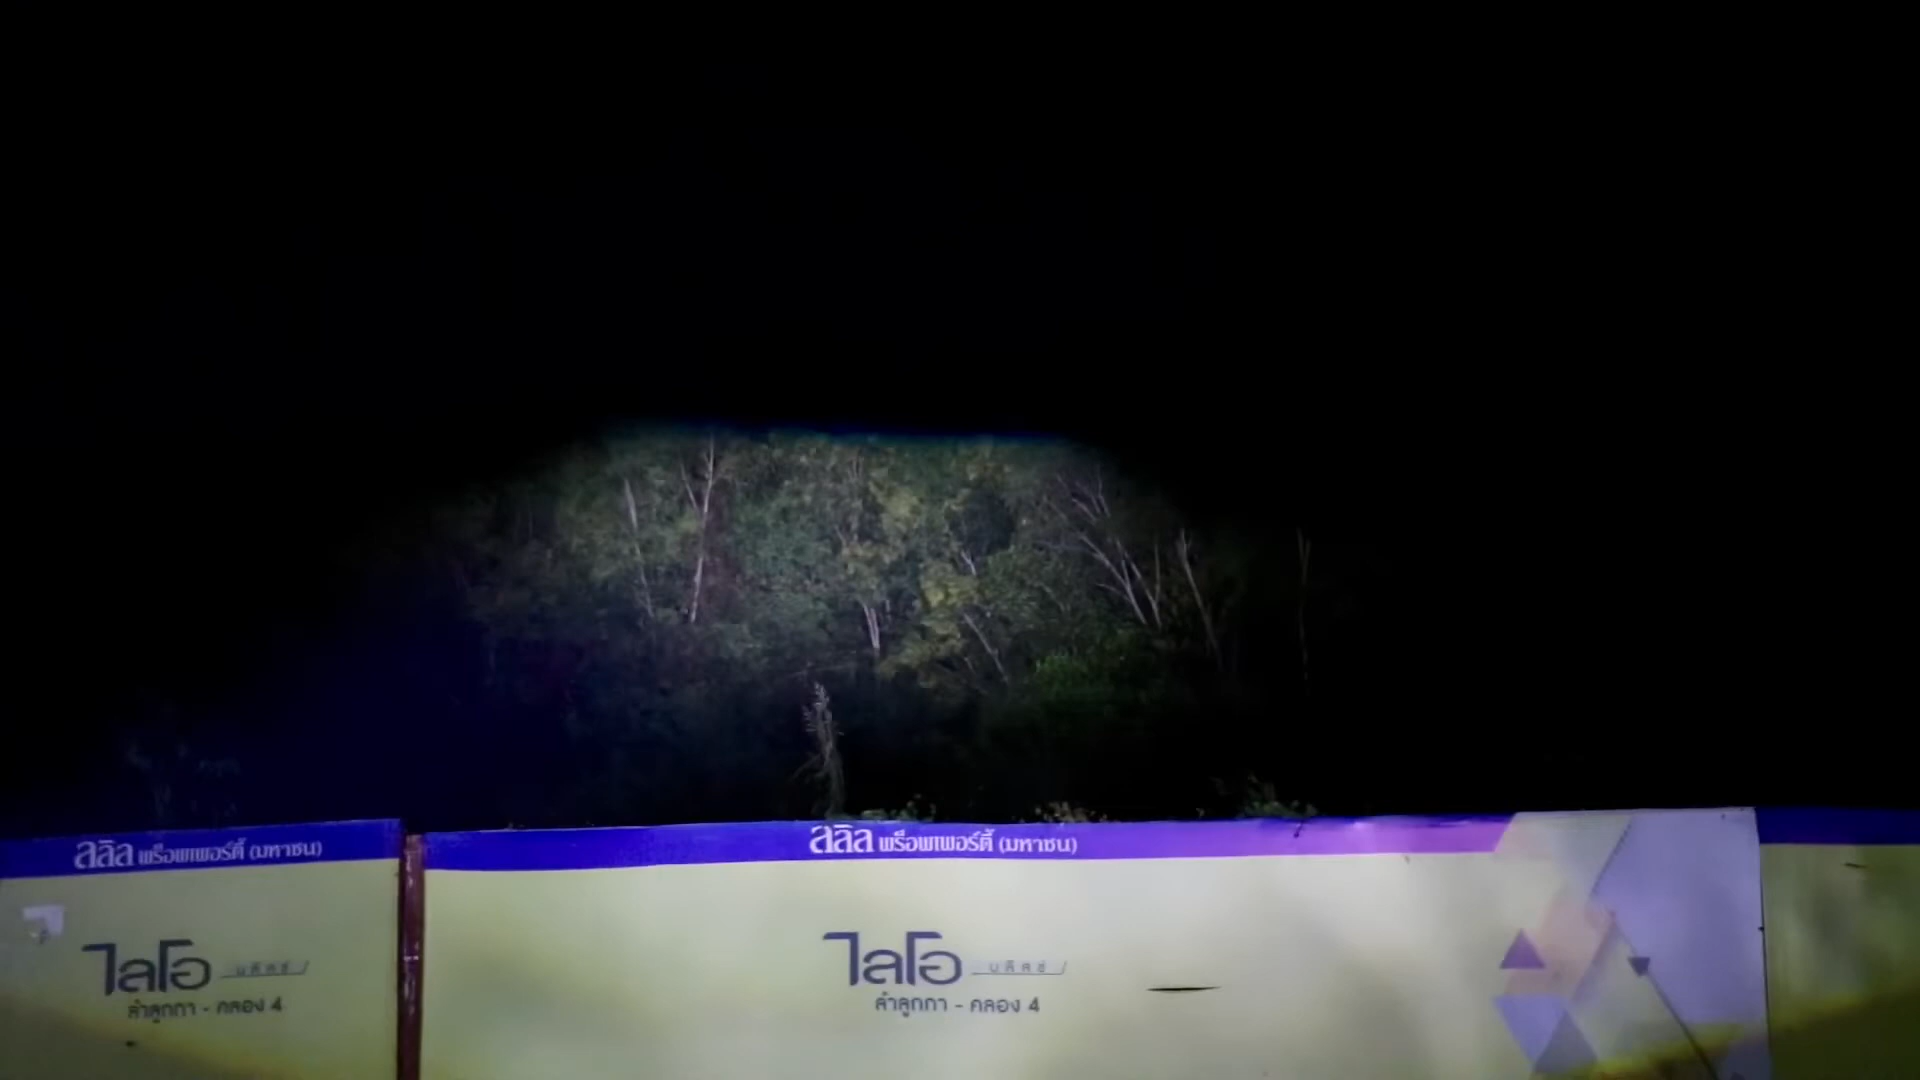 ลลิล พร็อพเพอร์ตี้ (มหาชน)
ไลโอ บลิสซ์
ลำลูกกา - คลอง 4
ลลิล พร็อพเพอร์ตี้ (มหาชน)
ไลโอ บลิสซ์
ลำลูกกา - คลอง 4